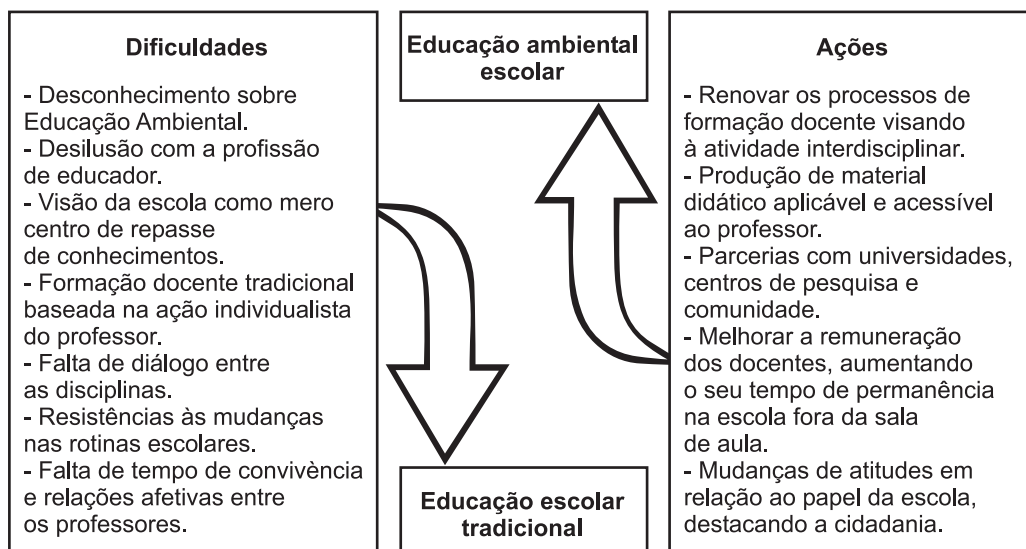 Dificuldades
- Desconhecimento sobre
Educação Ambiental.
- Desilusão com a profissão
de educador.
- Visão da escola como mero
centro de repasse
de conhecimentos.
- Formação docente tradicional
baseada na ação individualista
do professor.
- Falta de diálogo entre
as disciplinas.
- Resistências às mudanças
nas rotinas escolares.
- Falta de tempo de convivència
e relações afetivas entre
os professores.
Educação ambiental
escolar
Educação escolar
tradicional
Ações
- Renovar os processos de
formação docente visando
à atividade interdisciplinar.
- Produção de material
didático aplicável e acessível
ao professor.
- Parcerias com universidades,
centros de pesquisa e
comunidade.
- Melhorar a remuneração
dos docentes, aumentando
o seu tempo de permanência
na escola fora da sala
de aula.
- Mudanças de atitudes em
relação ao papel da escola,
destacando a cidadania.